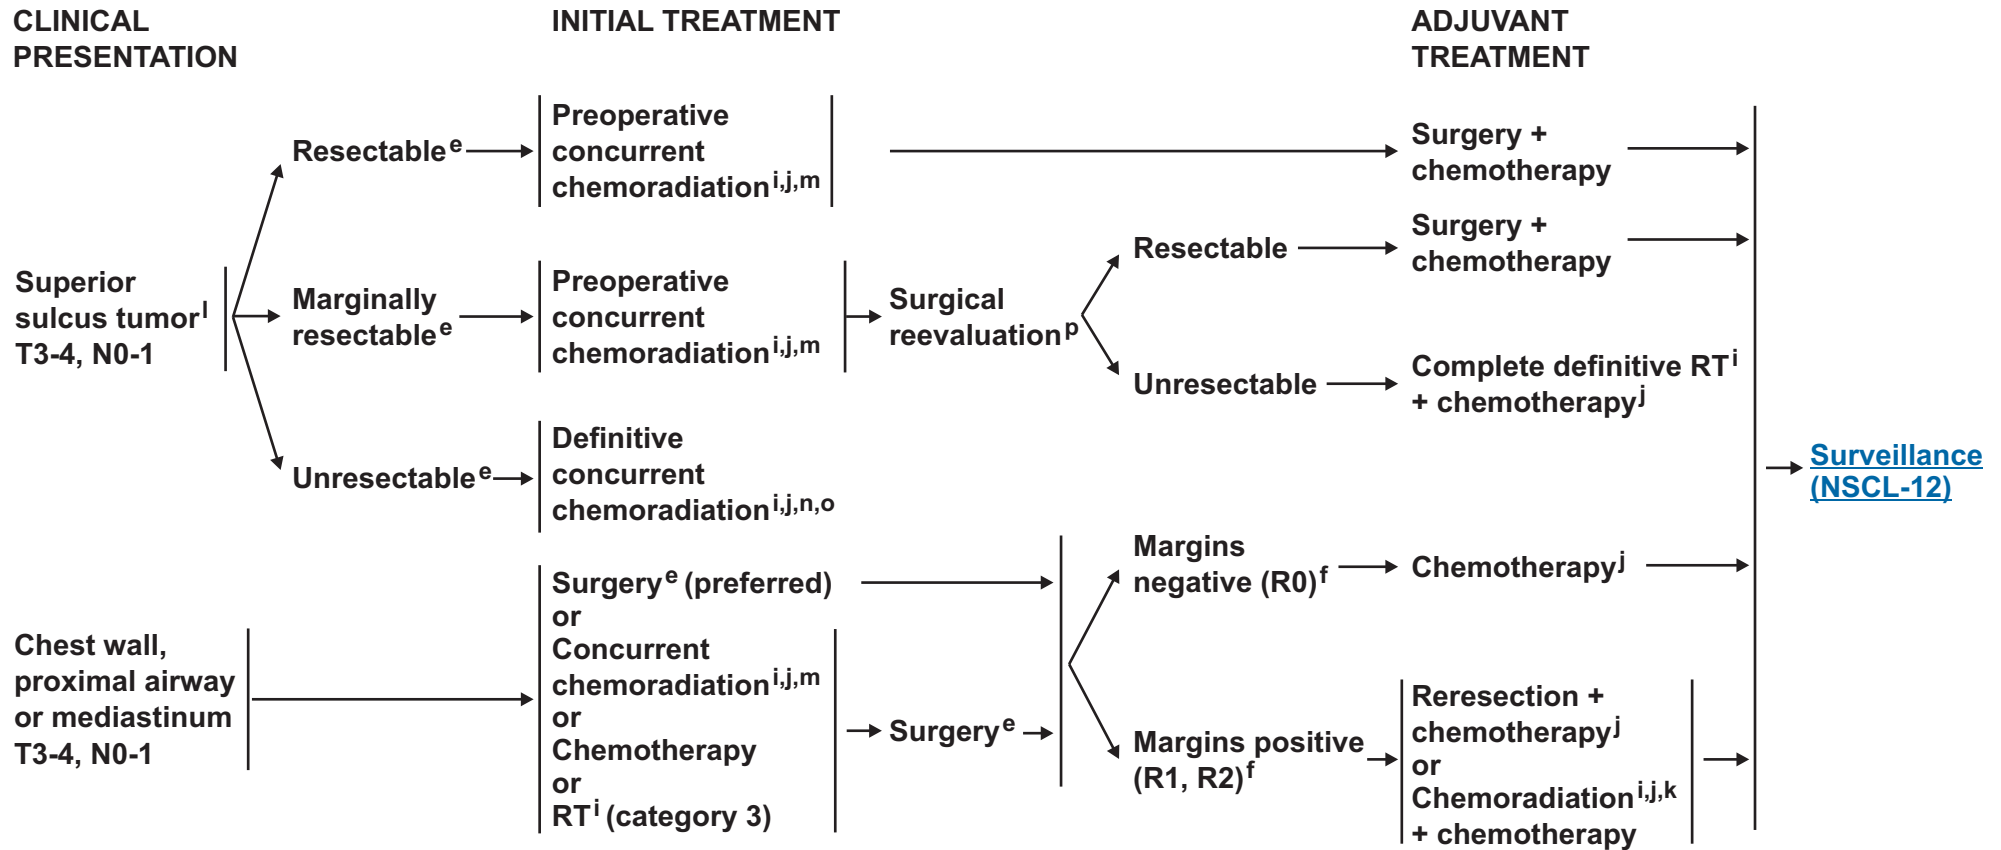 CLINICAL
PRESENTATION
INITIAL TREATMENT
ADJUVANT
TREATMENT
Superior
sulcus tumor l
T3-4, N0-1
Resectable e
Preoperative
concurrent
chemoradiation i,j,m
Surgery +
chemotherapy
Marginally
resectable e
Preoperative
concurrent
chemoradiation i,j,m
Surgical
reevaluation p
Resectable
Surgery +
chemotherapy
Unresectable
Complete definitive RT i
+ chemotherapy j
Unresectable e
Definitive
concurrent
chemoradiation i,j,n,o
Chest wall,
proximal airway
or mediastinum
T3-4, N0-1
Surgery e (preferred)
or
Concurrent
chemoradiation i,j,m
or
Chemotherapy
or
RT i (category 3)
Surgery e
Margins
negative (R0) f
Chemotherapy j
Margins positive
(R1, R2) f
Reresection +
chemotherapy j
or
Chemoradiation i,j,k
+ chemotherapy
Surveillance
(NSCL-12)